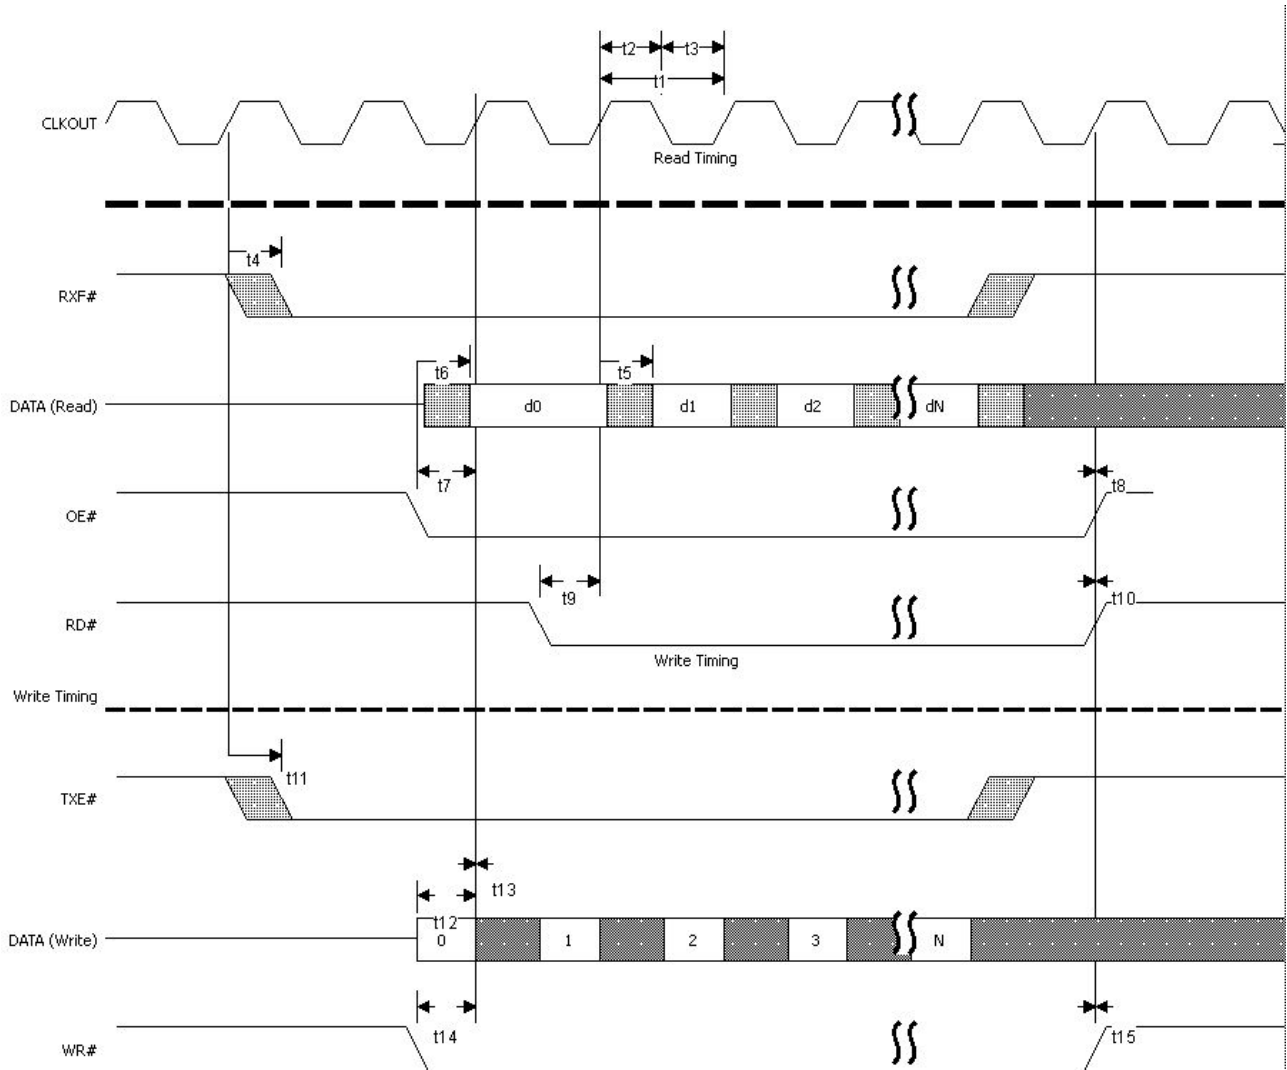 t2 t3
t1
CLKOUT
Read Timing
t4
RXF#
t6 t5
DATA (Read) d0 d1 d2 dN
t7 t8
OE#
t9 t10
RD#
Write Timing
Write Timing
t11
TXE#
t13
t12
DATA (Write) 0 1 2 3 N
t14 t15
WR#